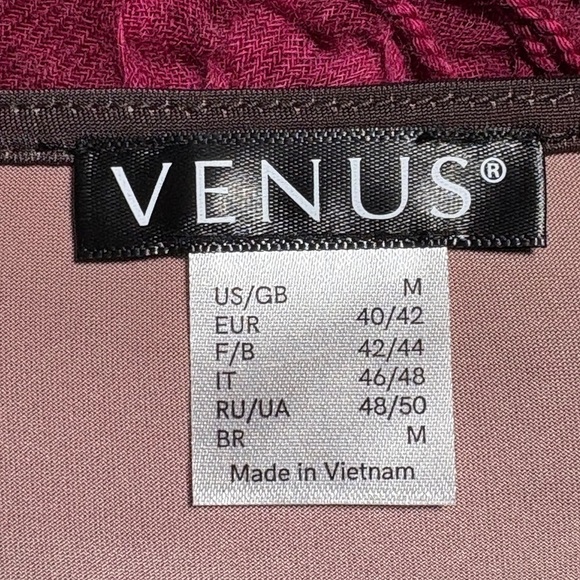 VENUS®
US/GB M
EUR 40/42
F/B 42/44
IT 46/48
RU/UA 48/50
BR M
Made in Vietnam